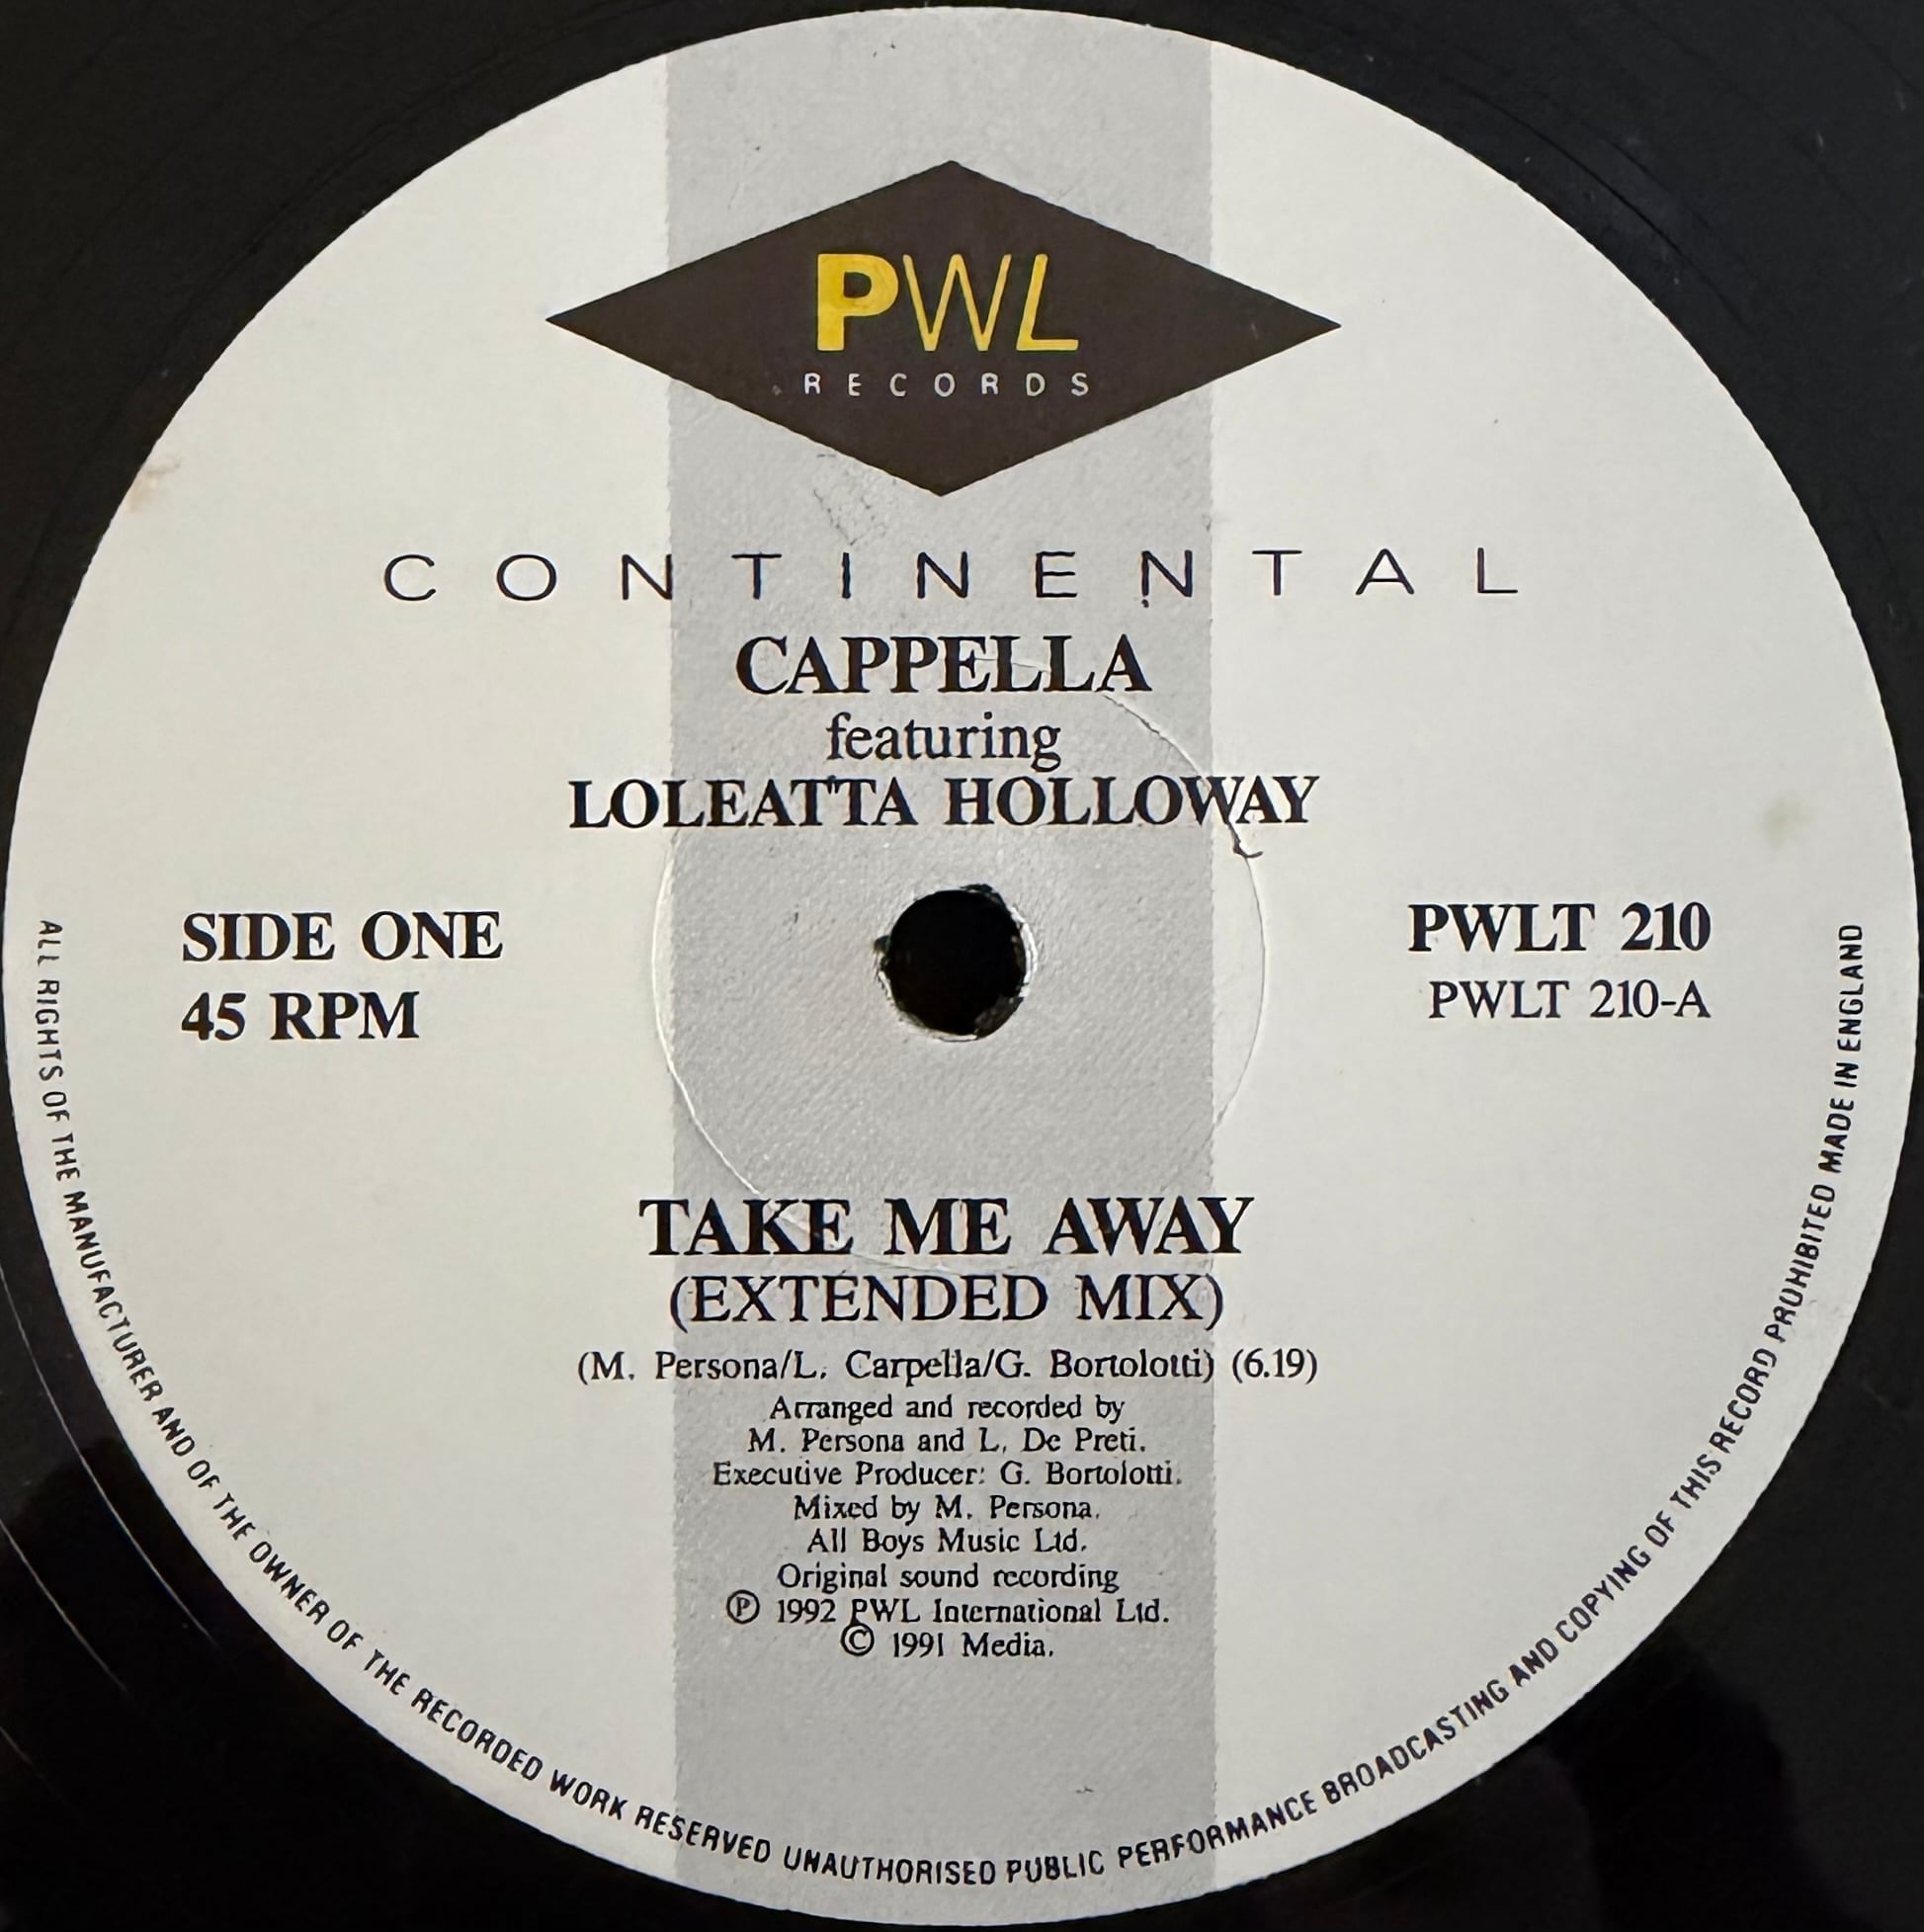 PWL
RECORDS
CONTINENTAL
CAPPELLA
featuring
LOLEATTA HOLLOWAY
SIDE ONE
45 RPM
PWLT 210
PWLT 210-A
TAKE ME AWAY
(EXTENDED MIX)
(M. Persona/L. Carpella/G. Bortolotti) (6.19)
Arranged and recorded by
M. Persona and L. De Preti.
Executive Producer: G. Bortolotti.
Mixed by M. Persona.
All Boys Music Ltd.
Original sound recording
℗ 1992 PWL International Ltd.
© 1991 Media.
ALL RIGHTS OF THE MANUFACTURER AND OF THE OWNER OF THE RECORDED WORK RESERVED UNAUTHORISED PUBLIC PERFORMANCE BROADCASTING AND COPYING OF THIS RECORD PROHIBITED MADE IN ENGLAND